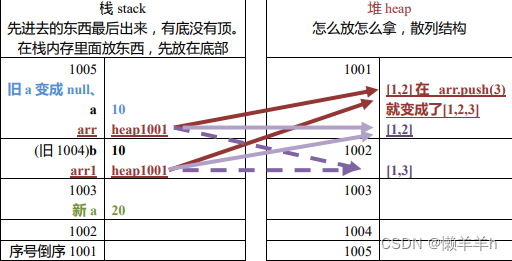 栈 stack
先进去的东西最后出来，有底没有顶。
在栈内存里面放东西，先放在底部
堆 heap
怎么放怎么拿，散列结构
1005
旧 a 变成 null、
a 10
arr heap1001
(旧 1004)b 10
arr1 heap1001
1003
新 a 20
1002
序号倒序 1001
1001
[1,2] 在 arr.push(3)
就变成了[1,2,3]
[1,2]
1002
[1,3]
1003
1004
1005
CSDN @懒羊羊h